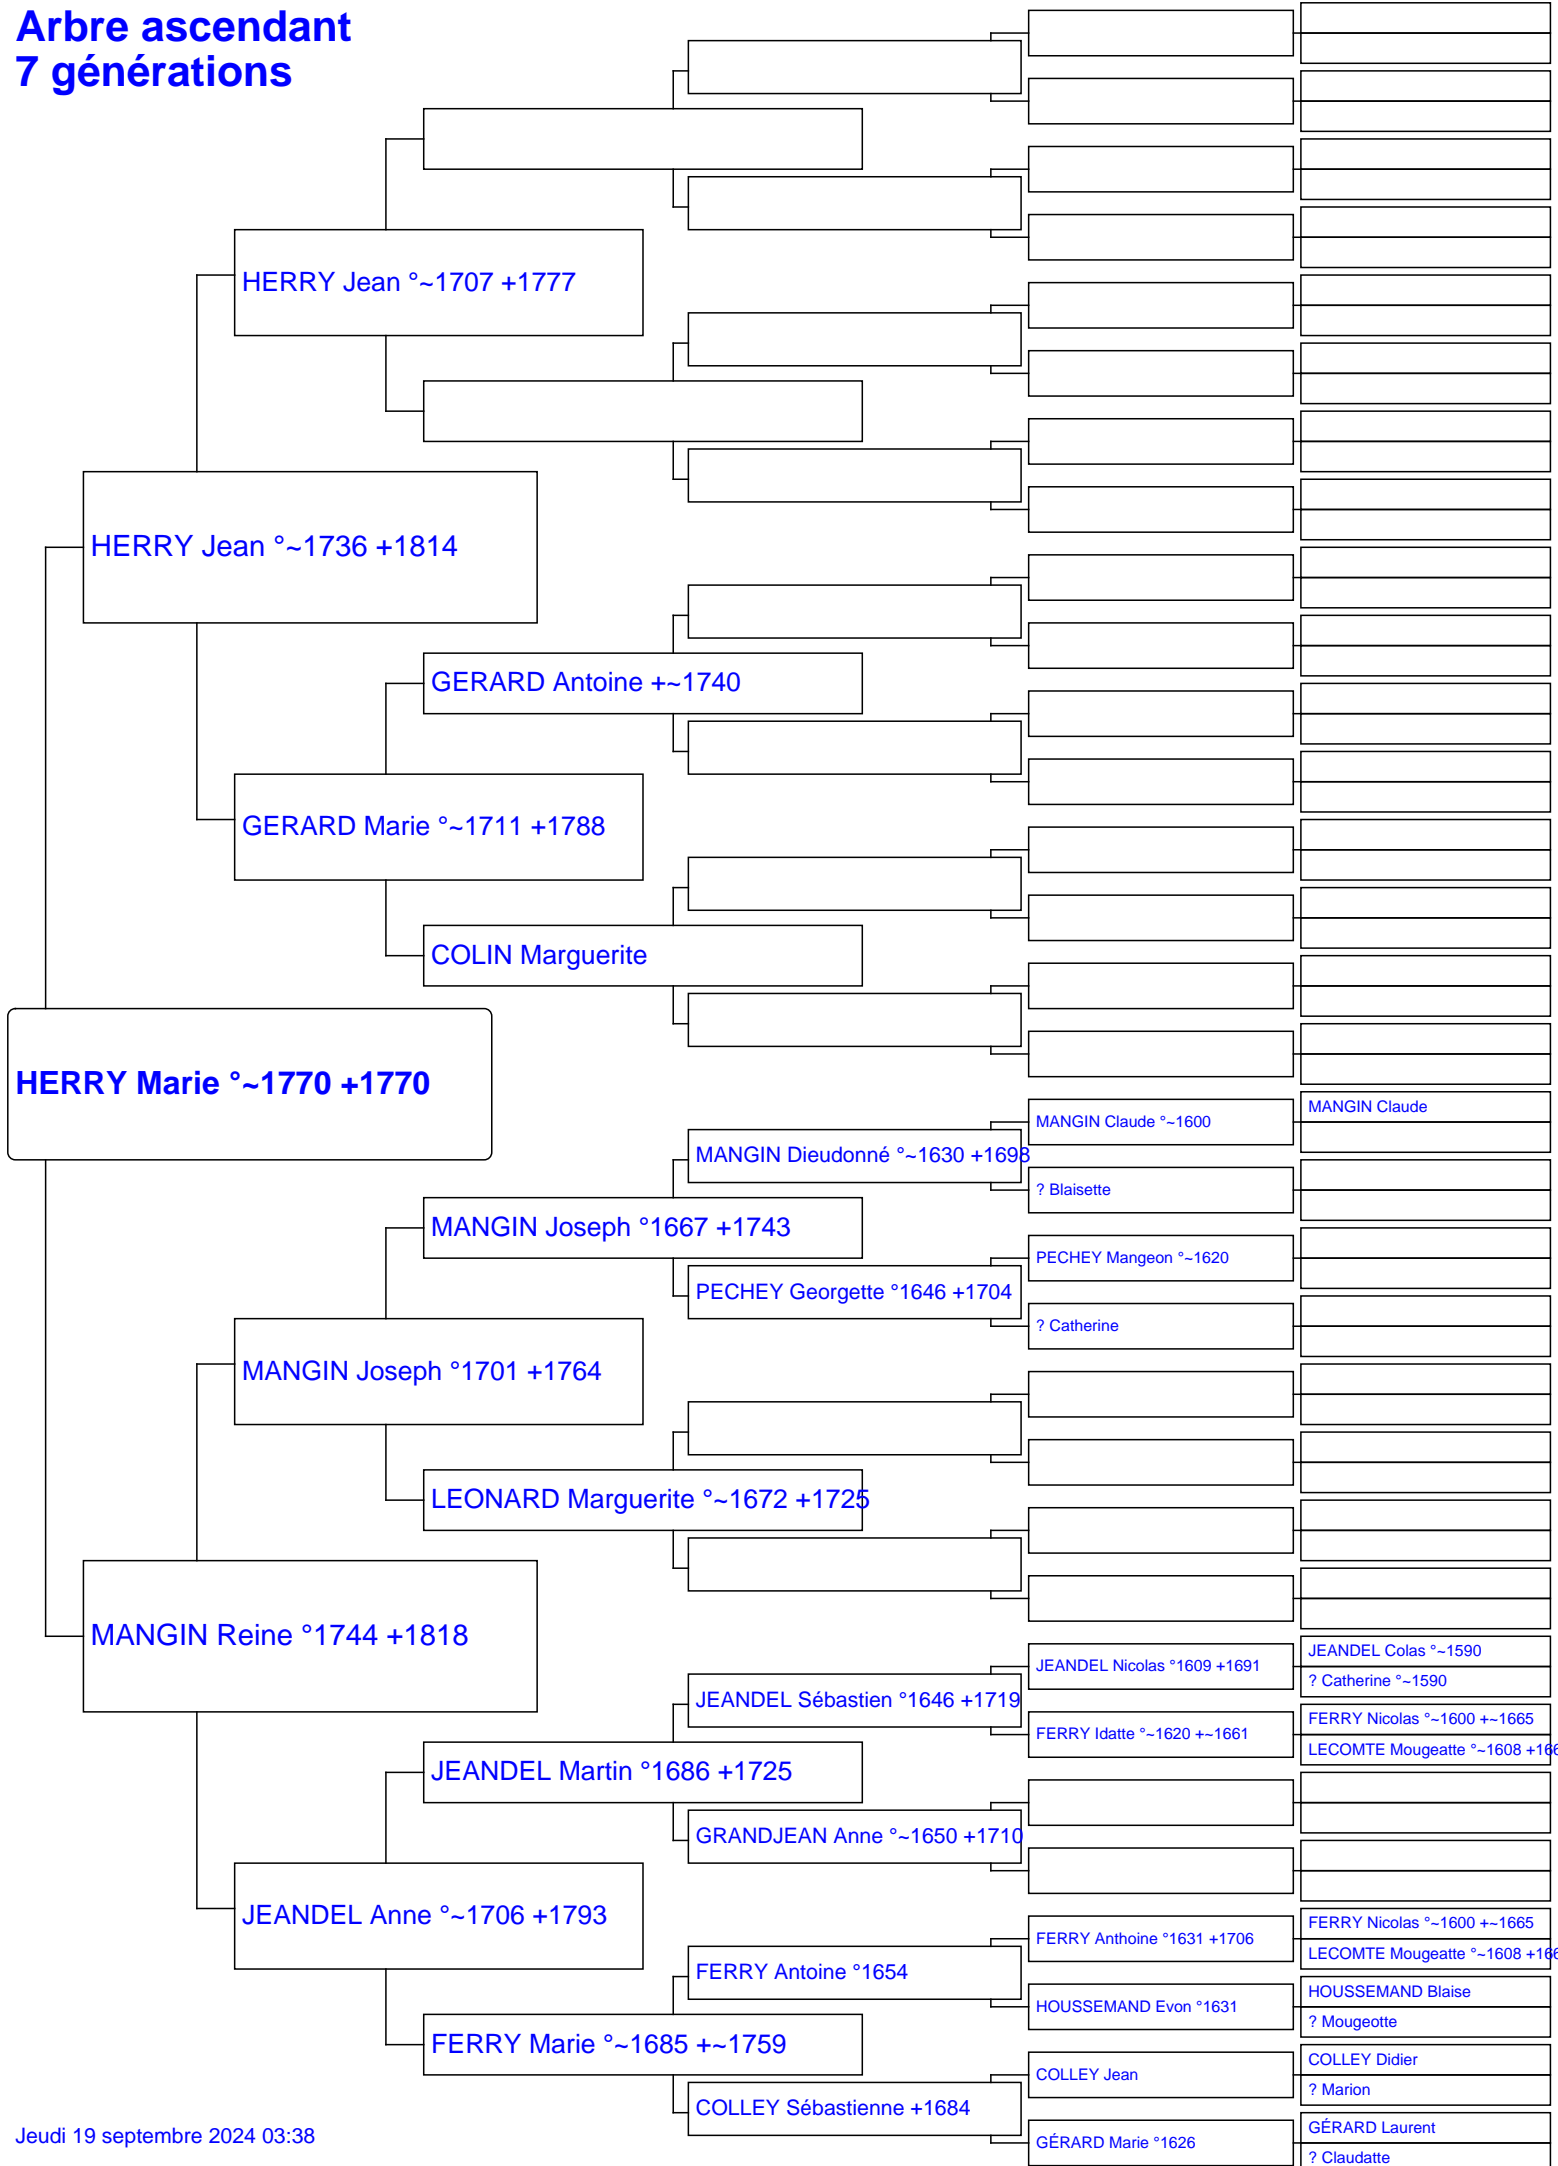 Arbre ascendant
7 générations
HERRY Jean °~1707 +1777
HERRY Jean °~1736 +1814
GERARD Antoine +~1740
GERARD Marie °~1711 +1788
COLIN Marguerite
HERRY Marie °~1770 +1770
MANGIN Claude
MANGIN Claude °~1600
MANGIN Dieudonné °~1630 +1698
? Blaisette
MANGIN Joseph °1667 +1743
PECHEY Mangeon °~1620
PECHEY Georgette °1646 +1704
? Catherine
MANGIN Joseph °1701 +1764
LEONARD Marguerite °~1672 +1725
MANGIN Reine °1744 +1818
JEANDEL Colas °~1590
JEANDEL Nicolas °1609 +1691
? Catherine °~1590
JEANDEL Sébastien °1646 +1719
FERRY Nicolas °~1600 +~1665
FERRY Idatte °~1620 +~1661
LECOMTE Mougeatte °~1608
JEANDEL Martin °1686 +1725
GRANDJEAN Anne °~1650 +1710
JEANDEL Anne °~1706 +1793
FERRY Nicolas °~1600 +~1665
FERRY Anthoine °1631 +1706
LECOMTE Mougeatte °~1608
FERRY Antoine °1654
HOUSSEMAND Blaise
HOUSSEMAND Evon °1631
? Mougeotte
FERRY Marie °~1685 +~1759
COLLEY Didier
COLLEY Jean
? Marion
COLLEY Sébastienne +1684
GÉRARD Laurent
GÉRARD Marie °1626
? Claudatte
Jeudi 19 septembre 2024 03:38